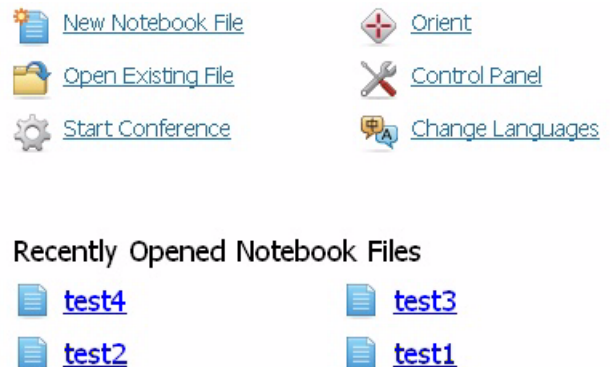 New Notebook File
Orient
Open Existing File
Control Panel
Start Conference
中 A
Change Languages
Recently Opened Notebook Files
test4
test3
test2
test1